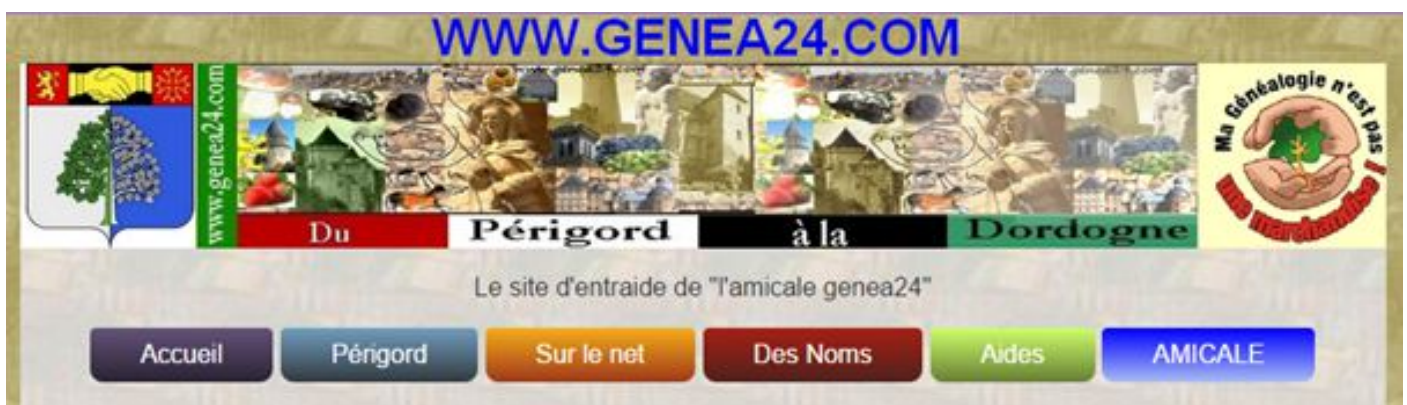 WWW.GENEA24.COM
www.genea24.com
Du Périgord à la Dordogne
Ma Généalogie n'est pas
une marchandise !
Le site d'entraide de "l'amicale genea24"
Accueil Périgord Sur le net Des Noms Aides AMICALE